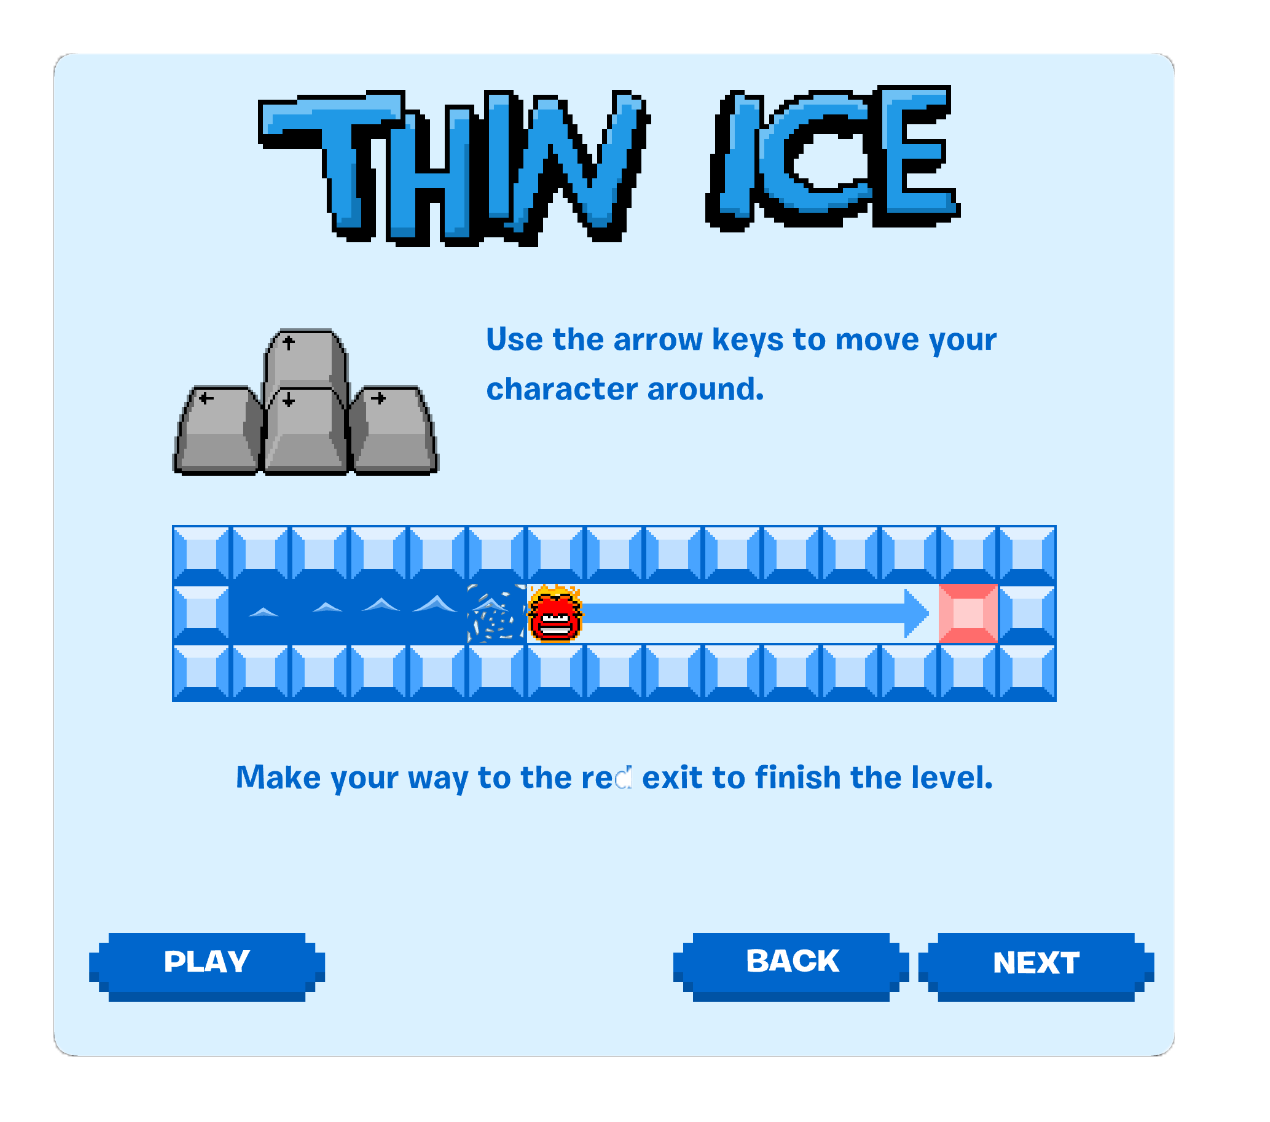 THIN ICE
Use the arrow keys to move your
character around.
Make your way to the red exit to finish the level.
PLAY
BACK
NEXT